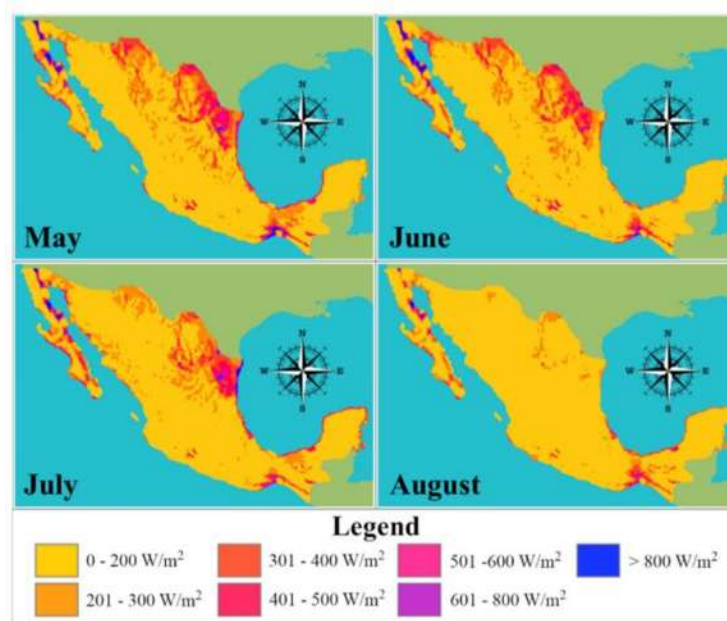 N
W E
S
May
N
W E
S
June
N
W E
S
July
N
W E
S
August
Legend
0 - 200 W/m² 301 - 400 W/m² 501 -600 W/m² > 800 W/m²
201 - 300 W/m² 401 - 500 W/m² 601 - 800 W/m²